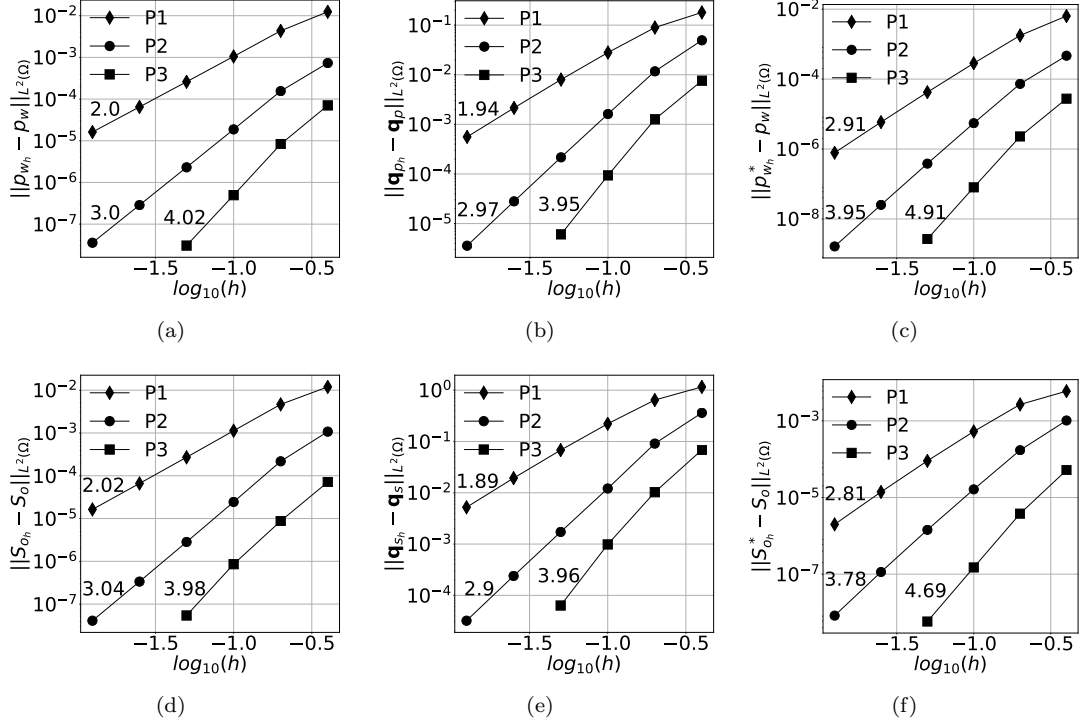 10⁻²
10⁻³
10⁻⁴
10⁻⁵
10⁻⁶
10⁻⁷
||p_{w_h} − p_w||_{L²(Ω)}
P1
P2
P3
2.0
3.0
4.02
−1.5 −1.0 −0.5
log₁₀(h)
(a)
10⁻¹
10⁻²
10⁻³
10⁻⁴
10⁻⁵
||q_{p_h} − q_p||_{L²(Ω)}
P1
P2
P3
1.94
2.97
3.95
−1.5 −1.0 −0.5
log₁₀(h)
(b)
10⁻²
10⁻⁴
10⁻⁶
10⁻⁸
||p*_{w_h} − p_w||_{L²(Ω)}
P1
P2
P3
2.91
3.95
4.91
−1.5 −1.0 −0.5
log₁₀(h)
(c)
10⁻²
10⁻³
10⁻⁴
10⁻⁵
10⁻⁶
10⁻⁷
||S_{o_h} − S_o||_{L²(Ω)}
P1
P2
P3
2.02
3.04
3.98
−1.5 −1.0 −0.5
log₁₀(h)
(d)
10⁰
10⁻¹
10⁻²
10⁻³
10⁻⁴
||q_{s_h} − q_s||_{L²(Ω)}
P1
P2
P3
1.89
2.9
3.96
−1.5 −1.0 −0.5
log₁₀(h)
(e)
10⁻³
10⁻⁵
10⁻⁷
||S*_{o_h} − S_o||_{L²(Ω)}
P1
P2
P3
2.81
3.78
4.69
−1.5 −1.0 −0.5
log₁₀(h)
(f)